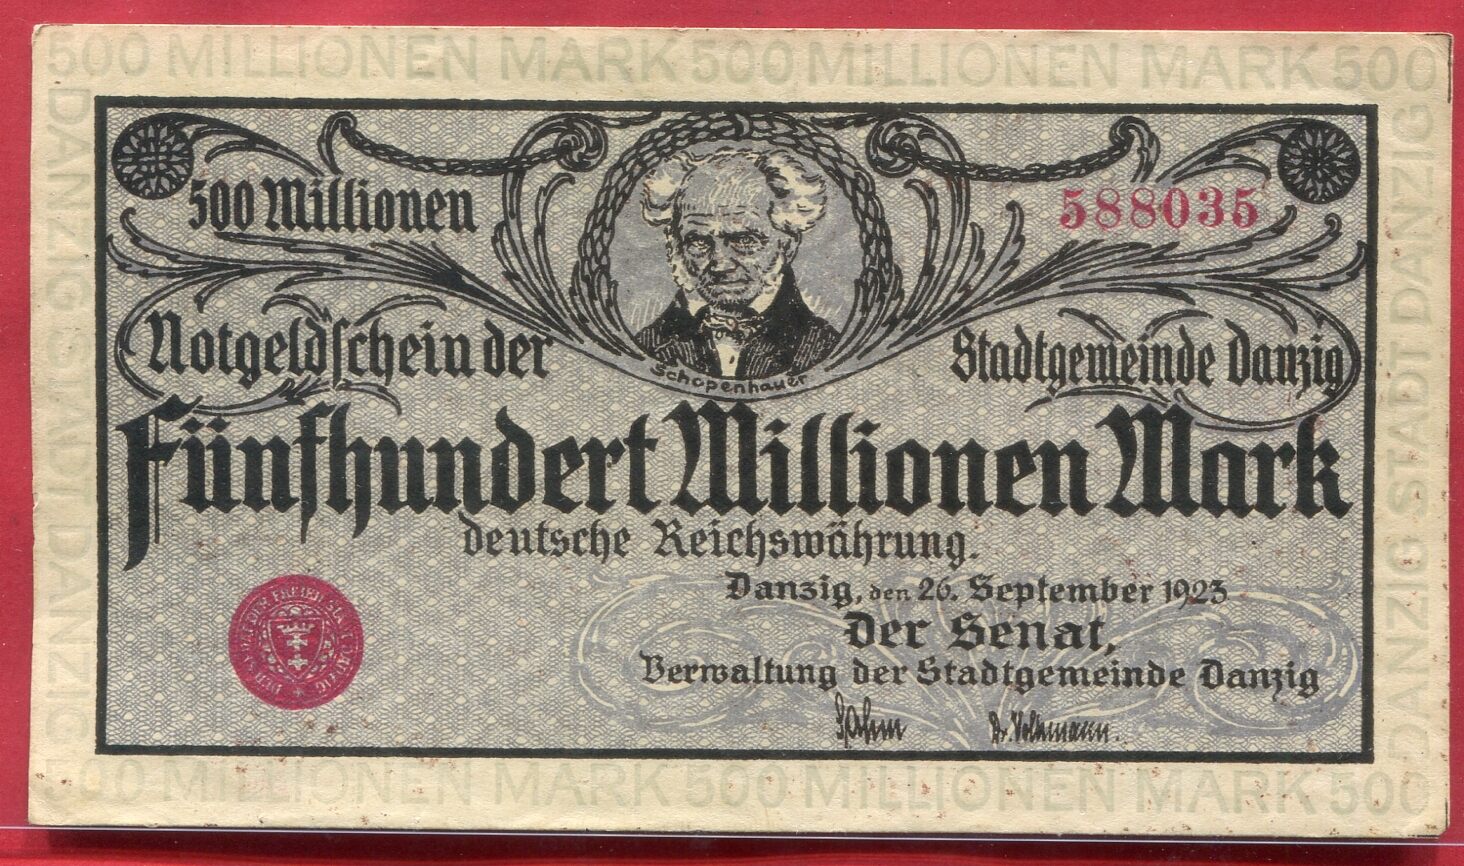 500 MILLIONEN MARK 500 MILLIONEN MARK 500
DANZIG STADT DANZIG
500 Millionen
588035
Schopenhauer
Notgeldschein der
Stadtgemeinde Danzig
Fünfhundert Millionen Mark
deutsche Reichswährung.
Danzig, den 26. September 1923
Der Senat,
Verwaltung der Stadtgemeinde Danzig
Dr. Volkmann.
DANZIG STADT DANZIG
500 MILLIONEN MARK 500 MILLIONEN MARK 500